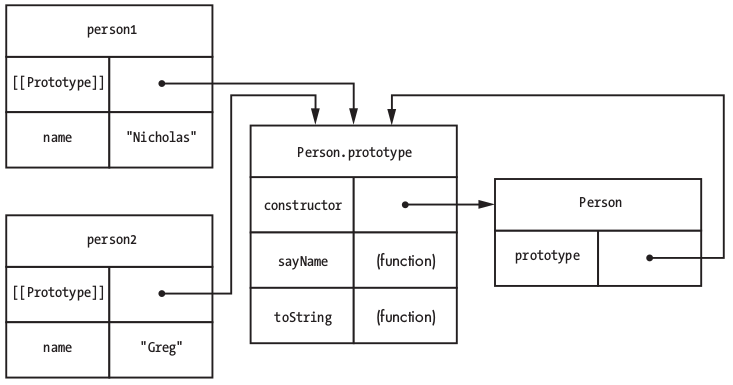 person1
[[Prototype]]
name "Nicholas"
person2
[[Prototype]]
name "Greg"
Person.prototype
constructor
sayName (function)
toString (function)
Person
prototype